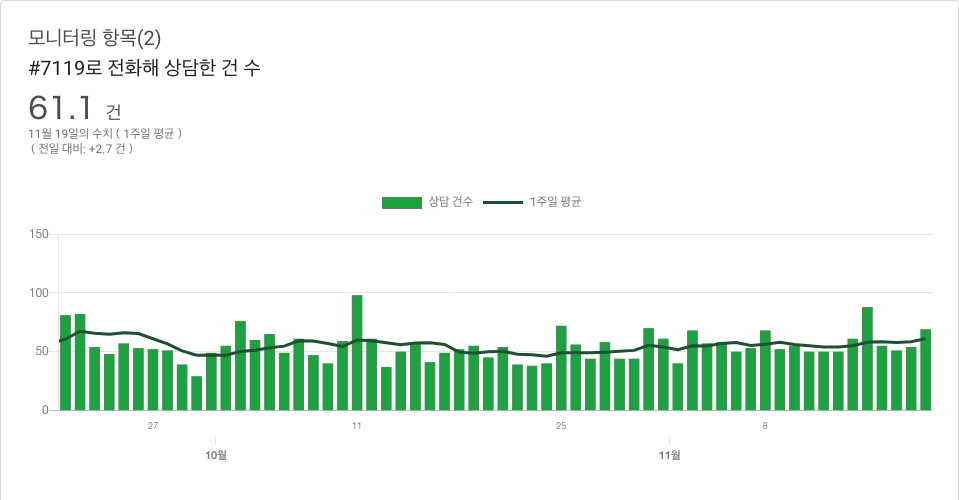 모니터링 항목(2)
#7119로 전화해 상담한 건 수
61.1 건
11월 19일의 수치 ( 1주일 평균 )
( 전일 대비: +2.7 건 )
상담 건수 1주일 평균
150
100
50
0
27 11 25 8
10월 11월